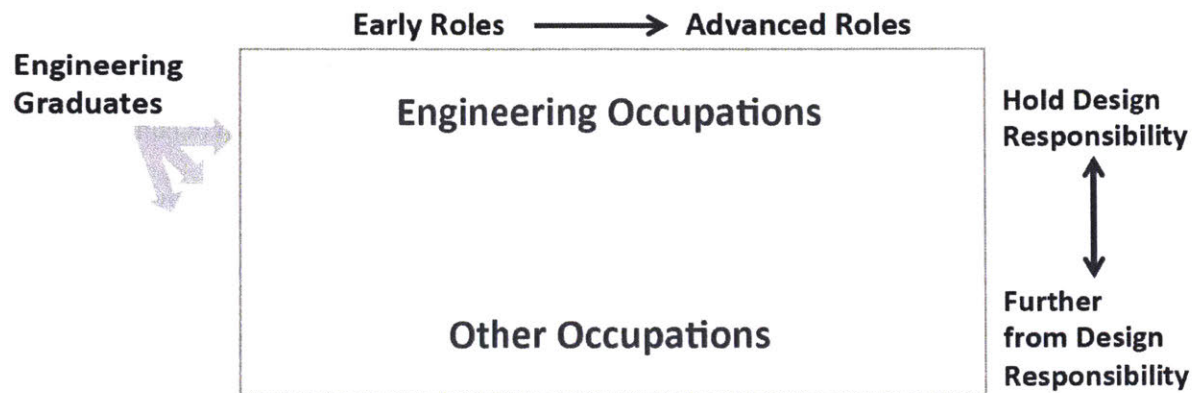 Early Roles Advanced Roles
Engineering
Graduates
Engineering Occupations
Hold Design
Responsibility
Other Occupations
Further
from Design
Responsibility